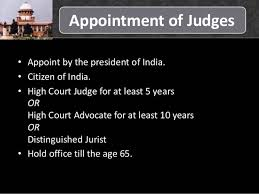 Appointment of Judges
• Appoint by the president of India.
• Citizen of India.
• High Court Judge for at least 5 years
OR
High Court Advocate for at least 10 years
OR
Distinguished Jurist
• Hold office till the age 65.